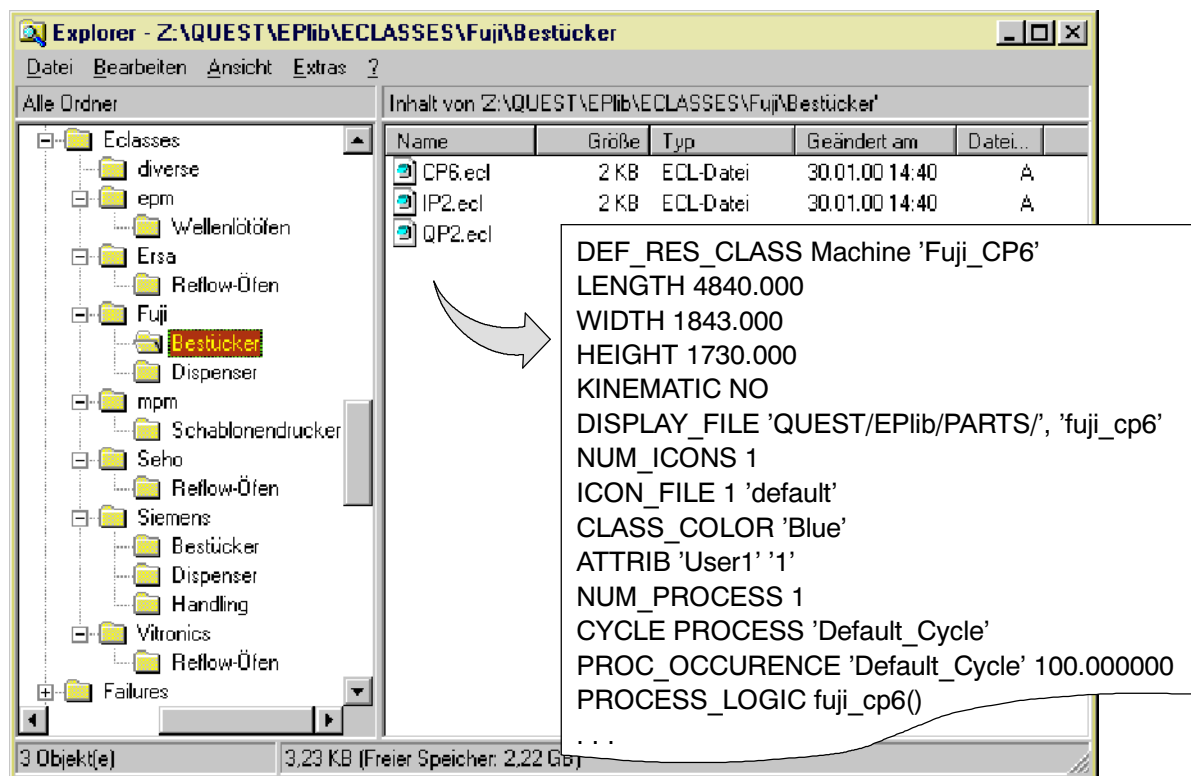 Explorer - Z:\QUEST\EPlib\ECLASSES\Fuji\Bestücker
Datei Bearbeiten Ansicht Extras ?
Alle Ordner
Inhalt von 'Z:\QUEST\EPlib\ECLASSES\Fuji\Bestücker'
Eclasses
diverse
epm
Wellenlötöfen
Ersa
Reflow-Öfen
Fuji
Bestücker
Dispenser
mpm
Schablonendrucker
Seho
Reflow-Öfen
Siemens
Bestücker
Dispenser
Handling
Vitronics
Reflow-Öfen
Failures
Name Größe Typ Geändert am Datei...
CP6.ecl 2 KB ECL-Datei 30.01.00 14:40 A
IP2.ecl 2 KB ECL-Datei 30.01.00 14:40 A
QP2.ecl
DEF_RES_CLASS Machine ’Fuji_CP6’
LENGTH 4840.000
WIDTH 1843.000
HEIGHT 1730.000
KINEMATIC NO
DISPLAY_FILE ’QUEST/EPlib/PARTS/’, ’fuji_cp6’
NUM_ICONS 1
ICON_FILE 1 ’default’
CLASS_COLOR ’Blue’
ATTRIB ’User1’ ’1’
NUM_PROCESS 1
CYCLE PROCESS ’Default_Cycle’
PROC_OCCURENCE ’Default_Cycle’ 100.000000
PROCESS_LOGIC fuji_cp6()
. . .
3 Objekt(e)
3,23 KB (Freier Speicher: 2,22 GB)